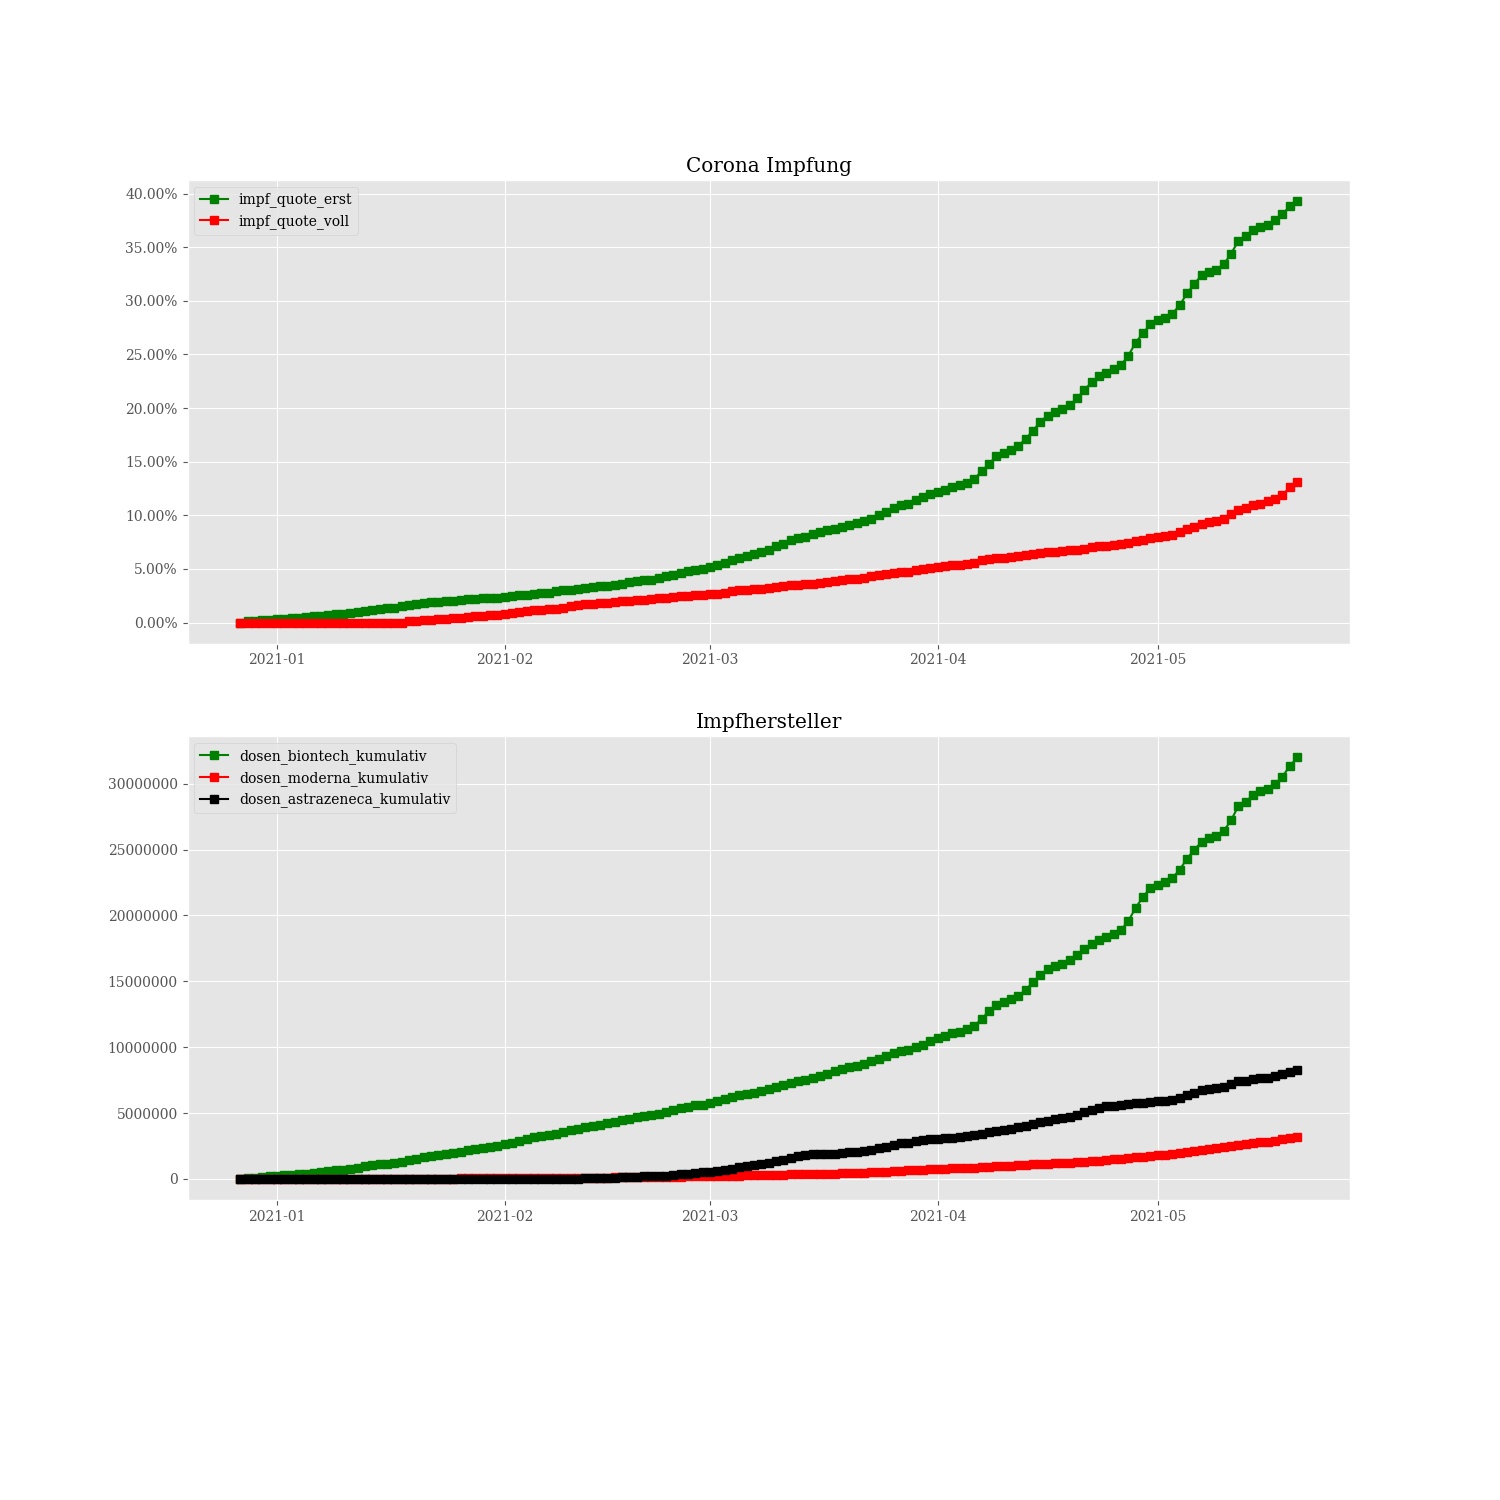 Corona Impfung
40.00%
35.00%
30.00%
25.00%
20.00%
15.00%
10.00%
5.00%
0.00%
impf_quote_erst
impf_quote_voll
2021-01 2021-02 2021-03 2021-04 2021-05
Impfhersteller
dosen_biontech_kumulativ
dosen_moderna_kumulativ
dosen_astrazeneca_kumulativ
30000000
25000000
20000000
15000000
10000000
5000000
0
2021-01 2021-02 2021-03 2021-04 2021-05